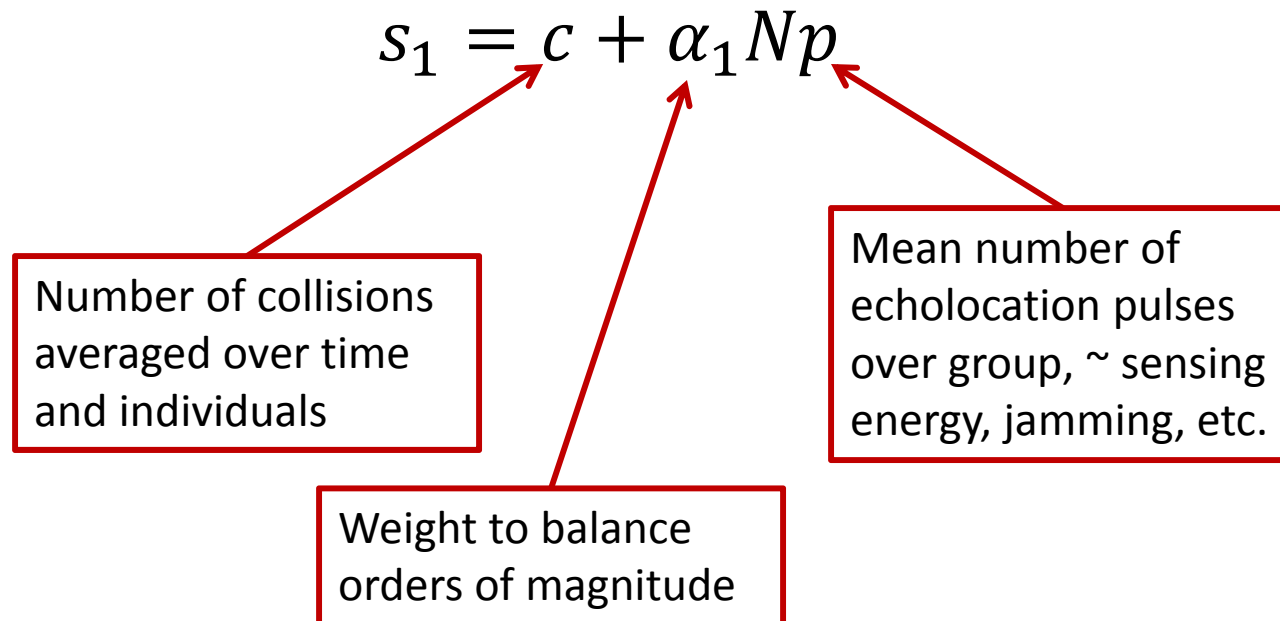 s₁ = c + α₁Np
Number of collisions
averaged over time
and individuals
Mean number of
echolocation pulses
over group, ~ sensing
energy, jamming, etc.
Weight to balance
orders of magnitude